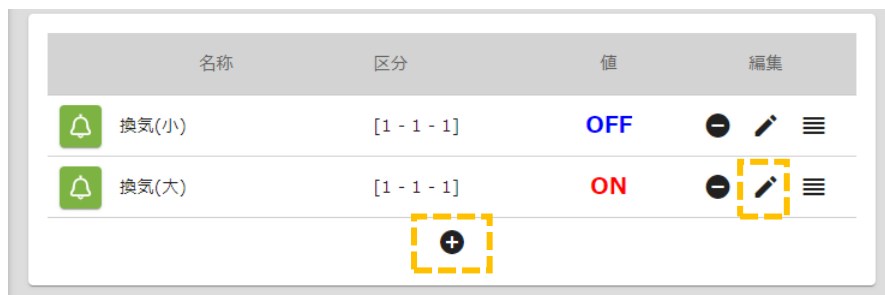 名称 区分 値 編集
換気(小) [1 - 1 - 1] OFF
換気(大) [1 - 1 - 1] ON